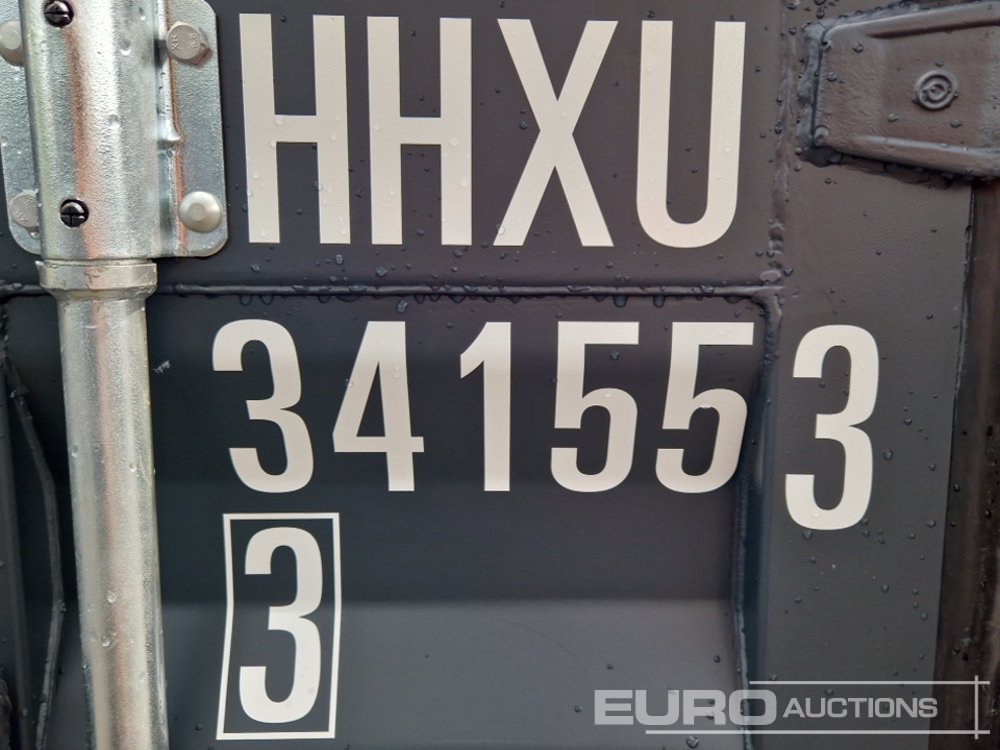 HHXU
341553
3
EURO AUCTIONS